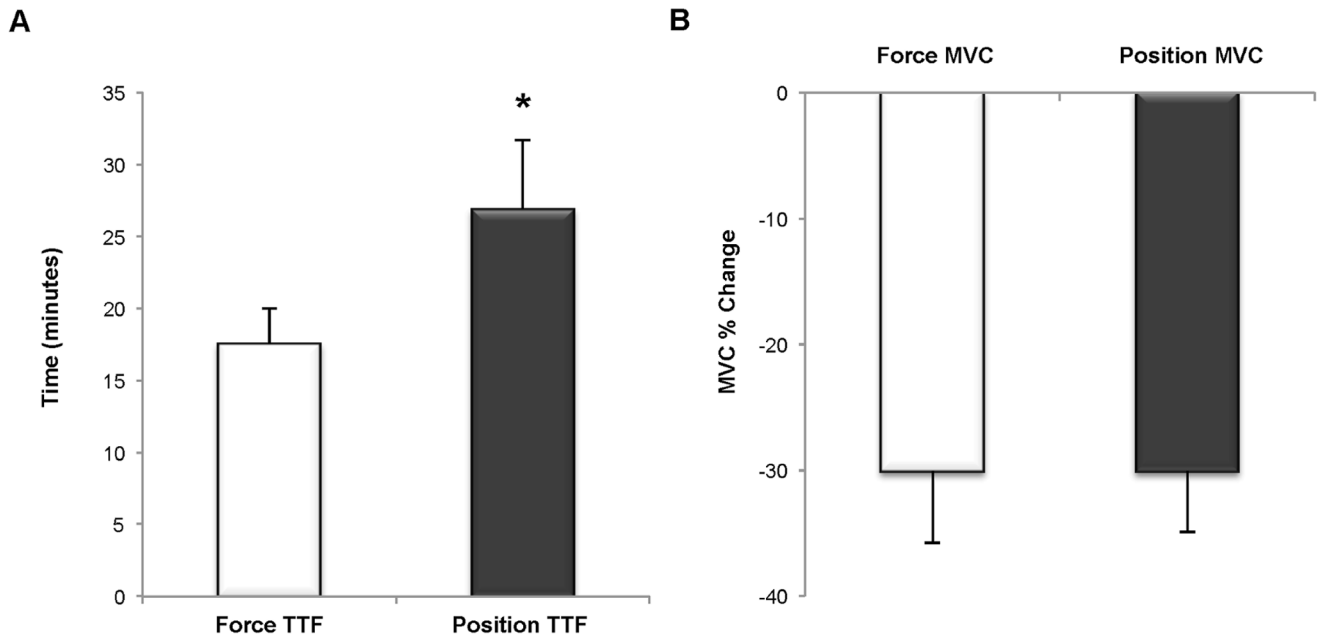 A
35
30
25
20
15
10
5
0
Time (minutes)
*
Force TTF
Position TTF
B
Force MVC
Position MVC
0
-10
-20
-30
-40
MVC % Change